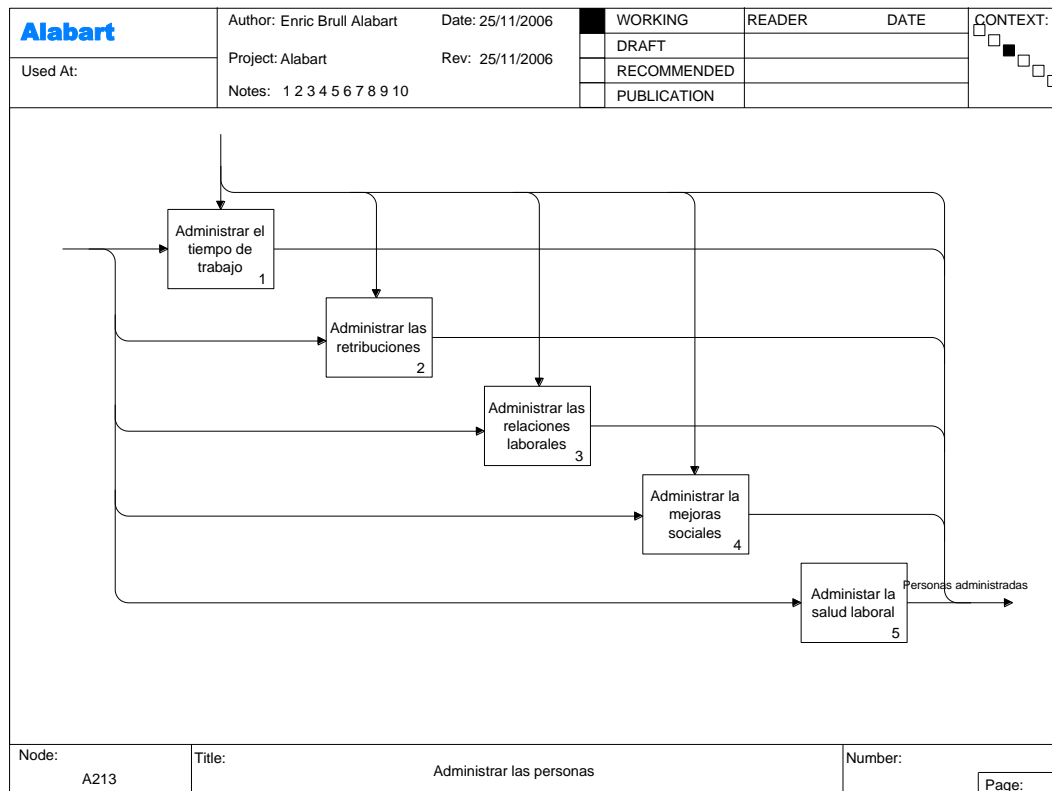 Alabart
Used At:
Author: Enric Brull Alabart
Date: 25/11/2006
Project: Alabart
Rev: 25/11/2006
Notes: 1 2 3 4 5 6 7 8 9 10
WORKING
DRAFT
RECOMMENDED
PUBLICATION
READER
DATE
CONTEXT:
Administrar el
tiempo de
trabajo
1
Administrar las
retribuciones
2
Administrar las
relaciones
laborales
3
Administrar la
mejoras
sociales
4
Administar la
salud laboral
5
Personas administradas
Node:
A213
Title:
Administrar las personas
Number:
Page: